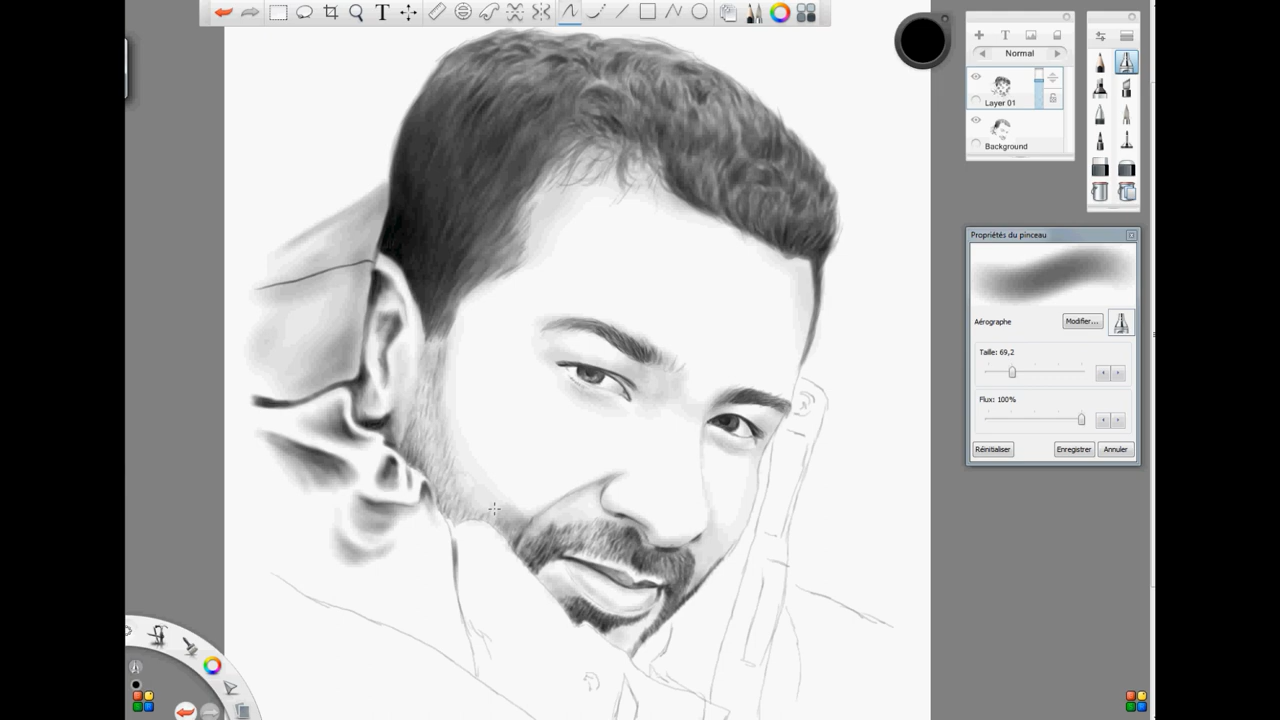 T
T
Normal
Layer 01
Background
Propriétés du pinceau
Aérographe
Modifier...
Taille: 69,2
Flux: 100%
Réinitialiser
Enregistrer
Annuler